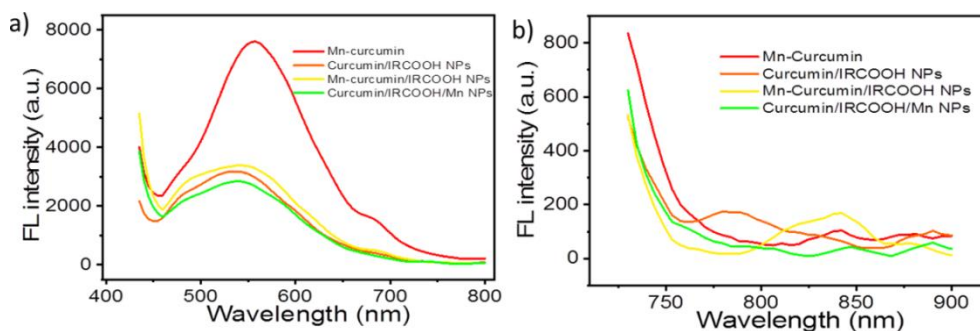 a)
FL intensity (a.u.)
8000
6000
4000
2000
0
Mn-curcumin
Curcumin/IRCOOH NPs
Mn-curcumin/IRCOOH NPs
Curcumin/IRCOOH/Mn NPs
400 500 600 700 800
Wavelength (nm)
b)
FL intensity (a.u.)
800
600
400
200
0
Mn-Curcumin
Curcumin/IRCOOH NPs
Mn-Curcumin/IRCOOH NPs
Curcumin/IRCOOH/Mn NPs
750 800 850 900
Wavelength (nm)